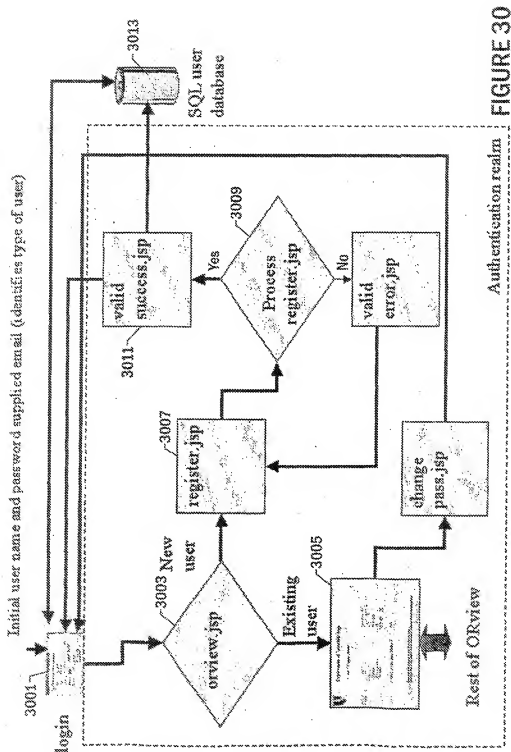 Initial user name and password supplied email (identifies type of user)
3001
login
3013
SQL user
database
3003
orview.jsp
New
user
Existing
user
3005
Rest of ORview
3007
register.jsp
3009
Process
register.jsp
Yes
No
3011
valid
success.jsp
valid
error.jsp
change
pass.jsp
Authentication realm
FIGURE 30